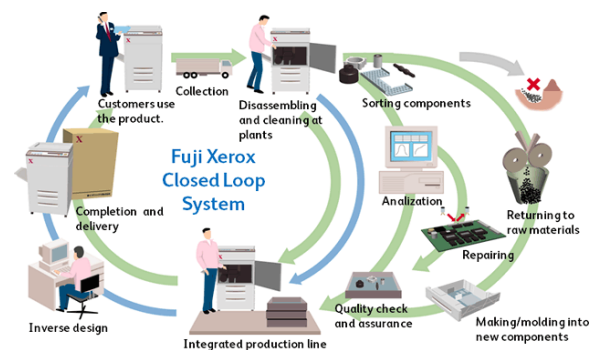 Customers use
the product.
Collection
Disassembling
and cleaning at
plants
Sorting components
Fuji Xerox
Closed Loop
System
Analization
Returning to
raw materials
Repairing
Completion and
delivery
Inverse design
Integrated production line
Quality check
and assurance
Making/molding into
new components
X
X
X
X